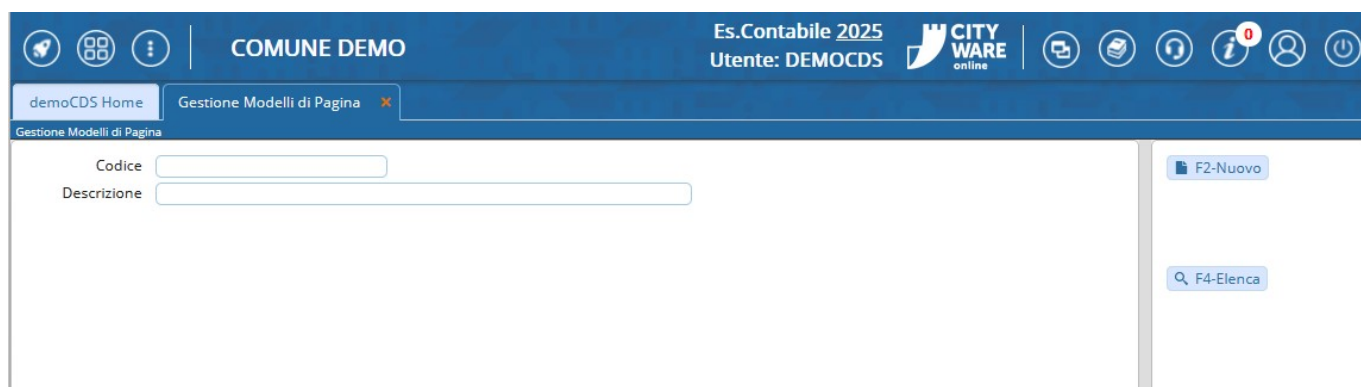 COMUNE DEMO
Es.Contabile 2025
Utente: DEMOCDS
CITY
WARE
online
0
demoCDS Home
Gestione Modelli di Pagina
Gestione Modelli di Pagina
Codice
F2-Nuovo
Descrizione
F4-Elenca